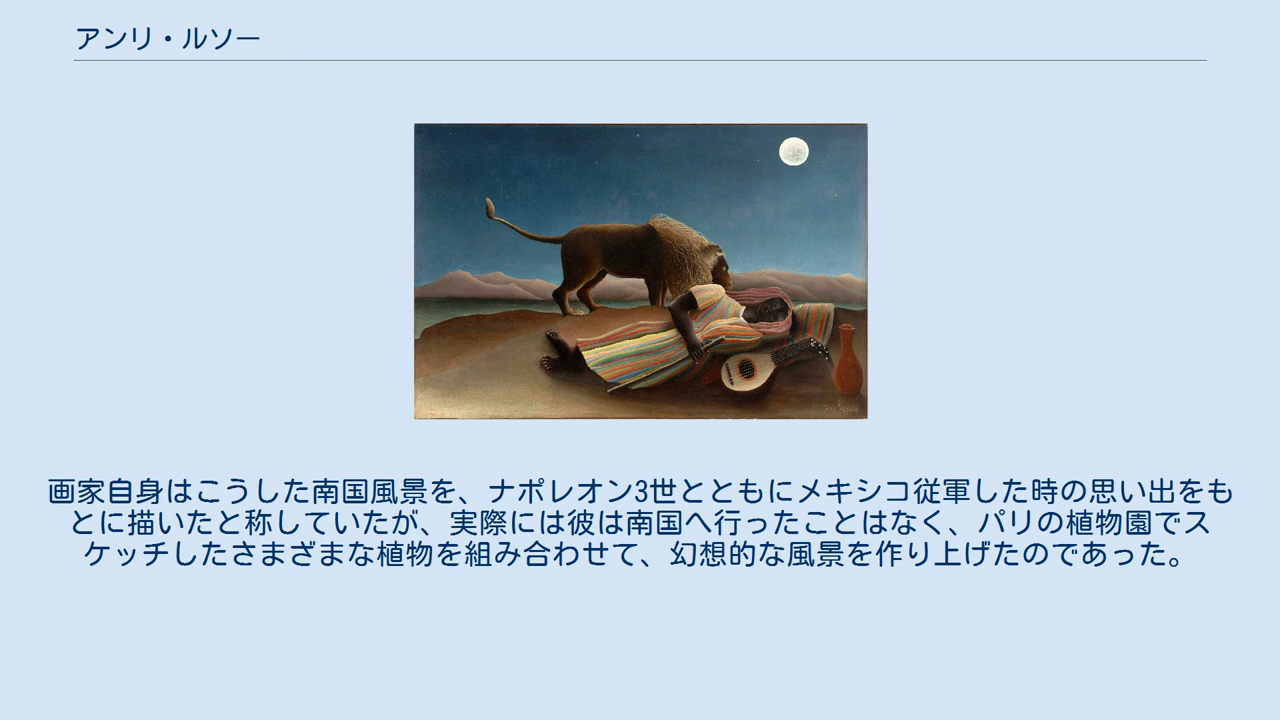 アンリ・ルソー
画家自身はこうした南国風景を、ナポレオン3世とともにメキシコ従軍した時の思い出をも
とに描いたと称していたが、実際には彼は南国へ行ったことはなく、パリの植物園でス
ケッチしたさまざまな植物を組み合わせて、幻想的な風景を作り上げたのであった。